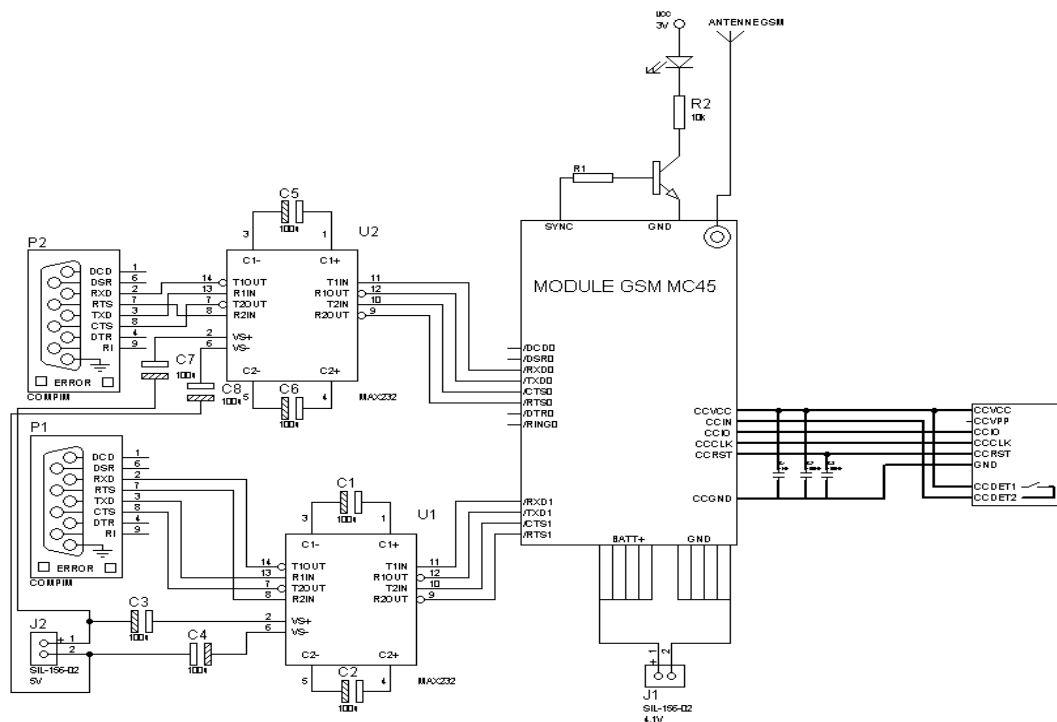 VCC
3V
ANTENNE GSM
R2
10k
R1
SYNC
GND
MODULE GSM MC45
C5
100n
3
1
U2
C1-
C1+
P2
DCD 1
DSR 6
RXD 2
RTS 7
TXD 3
CTS 8
DTR 4
RI 9
ERROR
COMPIM
14 T1OUT
13 R1IN
7 T2OUT
8 R2IN
2 VS+
6 VS-
T1IN 11
R1OUT 12
T2IN 10
R2OUT 9
C2-
C2+
5
4
C6
100n
MAX232
C7
100n
C8
100n
/DCD0
/DSR0
/RXD0
/TXD0
/CTS0
/RTS0
/DTR0
/RING0
CCVCC
CCIN
CCIO
CCCLK
CCRST
CCGND
CCVCC
CCVPP
CCIO
CCCLK
CCRST
GND
CCDET1
CCDET2
P1
DCD 1
DSR 6
RXD 2
RTS 7
TXD 3
CTS 8
DTR 4
RI 9
ERROR
COMPIM
C1
100n
3
1
U1
C1-
C1+
14 T1OUT
13 R1IN
7 T2OUT
8 R2IN
2 VS+
6 VS-
T1IN 11
R1OUT 12
T2IN 10
R2OUT 9
C2-
C2+
5
4
C2
100n
MAX232
/RXD1
/TXD1
/CTS1
/RTS1
BATT+
GND
C3
100n
C4
100n
J2
+ 1
2
SIL-156-02
5V
+ 1
2
J1
SIL-156-02
4.1V